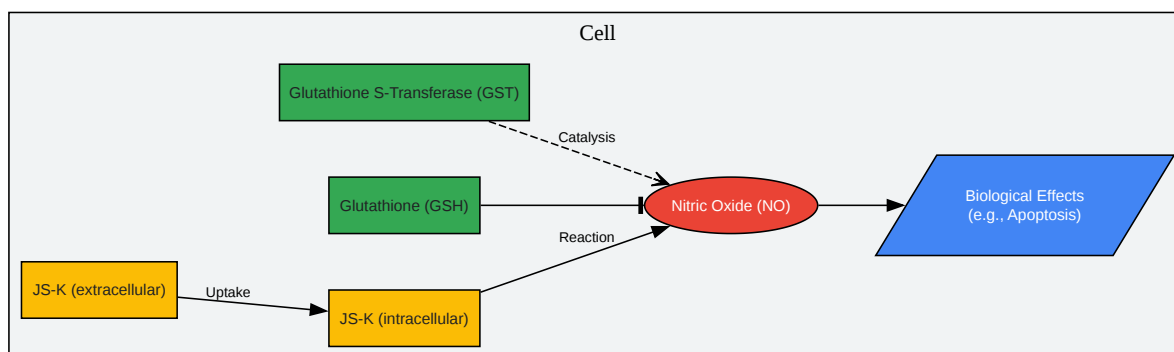 Cell
Glutathione S-Transferase (GST)
Catalysis
Glutathione (GSH)
Nitric Oxide (NO)
Biological Effects
(e.g., Apoptosis)
Reaction
JS-K (extracellular)
Uptake
JS-K (intracellular)